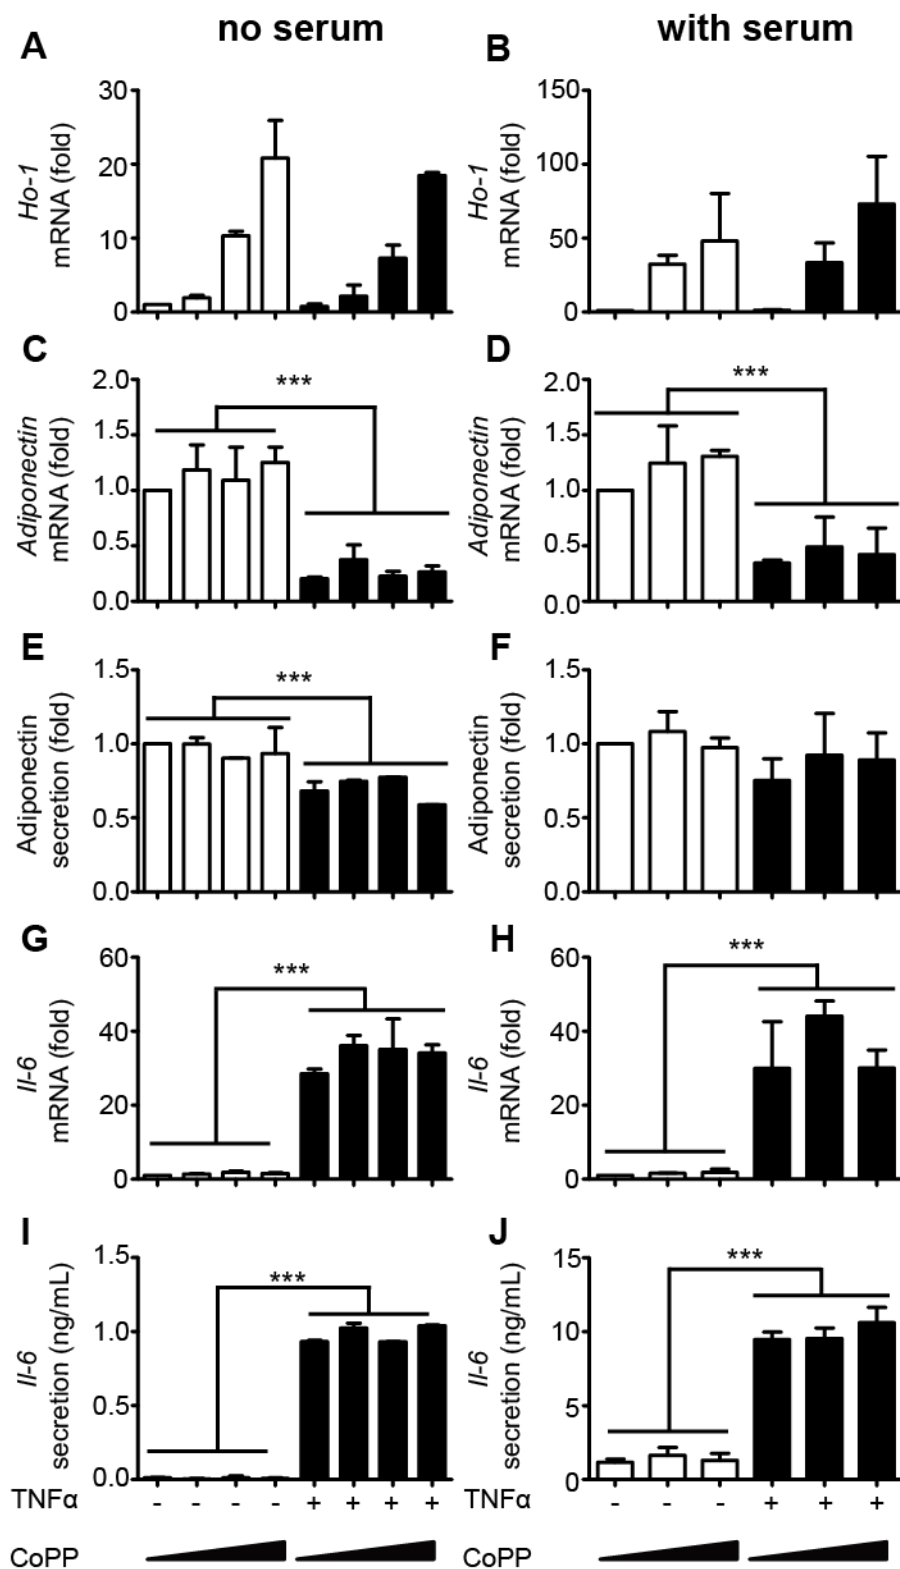 no serum with serum
A B
30
20
10
0
Ho-1
mRNA (fold)
150
100
50
0
Ho-1
mRNA (fold)
C D
2.0
1.5
1.0
0.5
0.0
Adiponectin
mRNA (fold)
***
2.0
1.5
1.0
0.5
0.0
Adiponectin
mRNA (fold)
***
E F
1.5
1.0
0.5
0.0
Adiponectin
secretion (fold)
***
1.5
1.0
0.5
0.0
Adiponectin
secretion (fold)
G H
60
40
20
0
Il-6
mRNA (fold)
***
60
40
20
0
Il-6
mRNA (fold)
***
I J
1.5
1.0
0.5
0.0
Il-6
secretion (ng/mL)
***
15
10
5
0
Il-6
secretion (ng/mL)
***
TNFα - - - - + + + + TNFα - - - + + +
CoPP CoPP